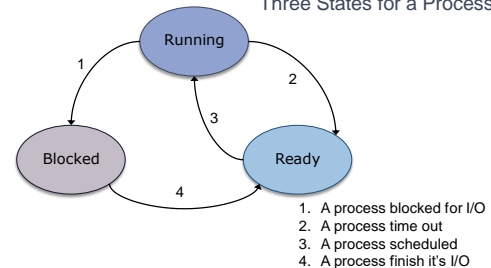 Three States for a Process
Running
1
2
3
Blocked
Ready
4
1. A process blocked for I/O
2. A process time out
3. A process scheduled
4. A process finish it's I/O